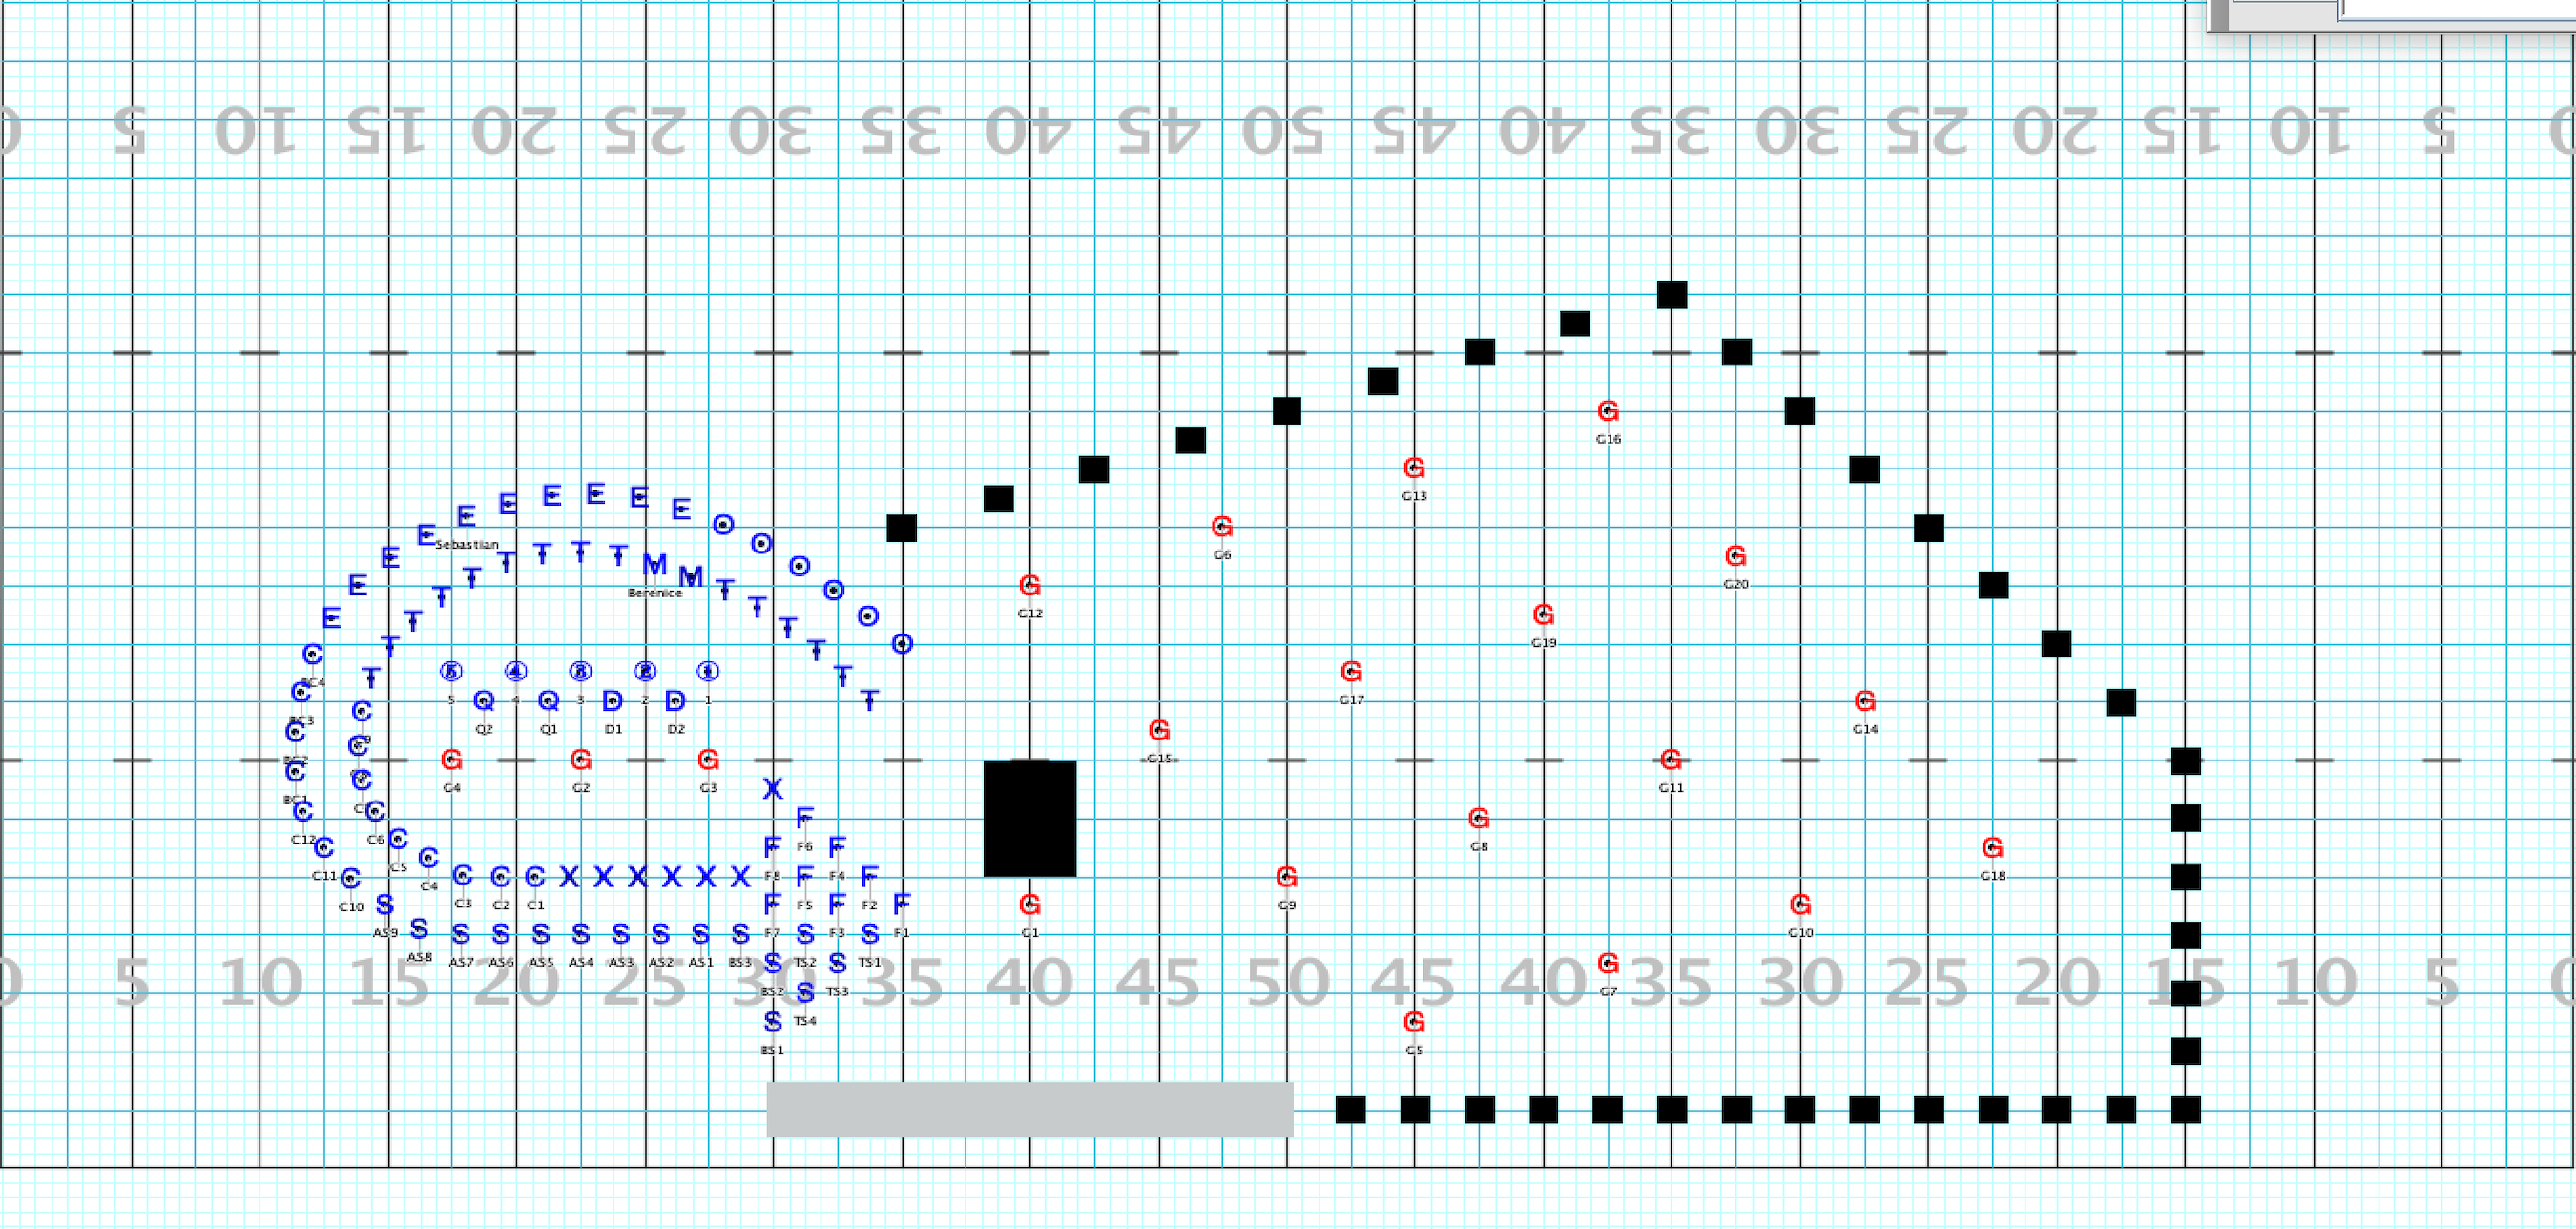 0 5 10 15 20 25 30 35 40 45 50 45 40 35 30 25 20 15 10 5 0
G
G16
G
G13
E E E E E E E O
E Sebastian O G
G6
E T T T T T M M T O G
G20
Berenice
E T T T O G
G12
E T T T O G
G19
C T T T O
BC4
C T 5 4 3 2 1 T G
G17
BC3 C Q Q D D T G
5 4 3 2 1
Q2 Q1 D1 D2
G14
C C G
G15
BC2 G G G G
G4 G2 G3 G11
C C X
BC1
C C C F G
C12 C6 F6 G8
C C F F G
C11 C5 C4 F8 F4 G18
C C C C X X X X X X F F G
C10 C3 C2 C1 F5 F2 G9
S F F F G G
AS9 F7 F3 F1 G1 G10
S S S S S S S S S S S
AS8 AS7 AS6 AS5 AS4 AS3 AS2 AS1 BS3 TS2 TS1
S S G
BS2 TS3 G7
0 5 10 15 20 25 30 35 40 45 50 45 40 35 30 25 20 15 10 5 0
S
TS4
S G
BS1 G5